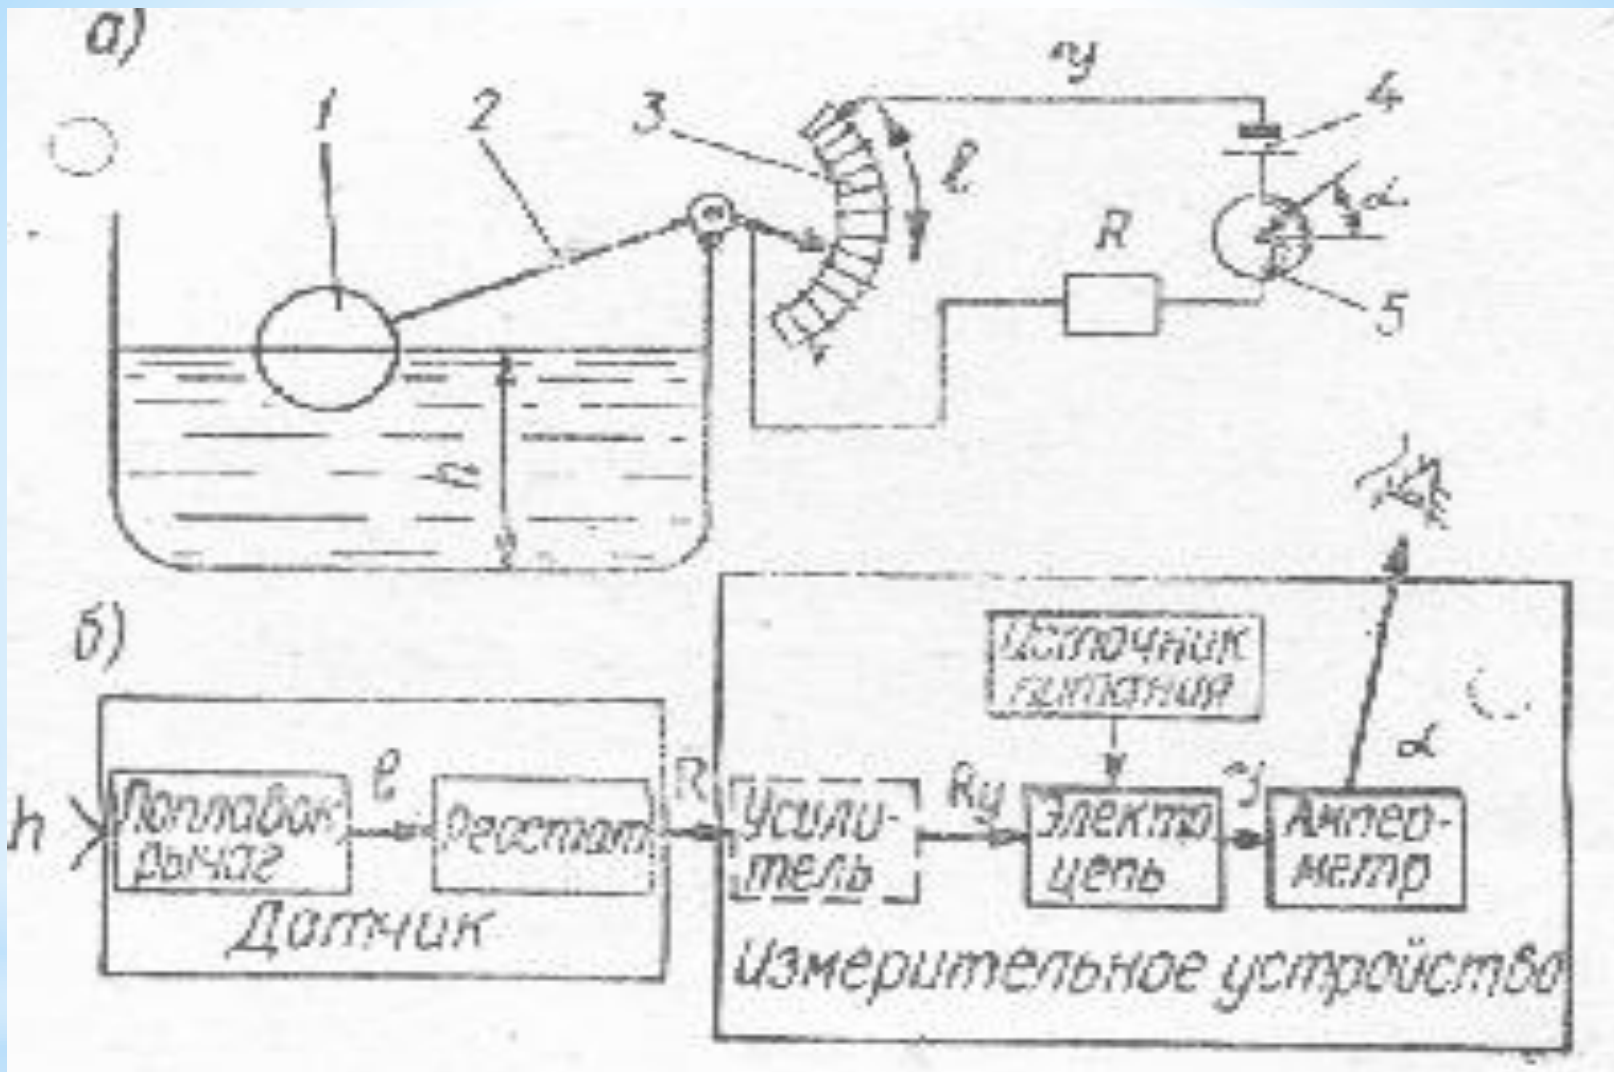 а)
1
2
3
4
l
α
R
5
h
б)
Источник
питания
α
h
Поплавок
рычаг
l
Реостат
R
Усили-
тель
Rу
Электро
цепь
J
Ампер-
метр
Датчик
Измерительное устройство